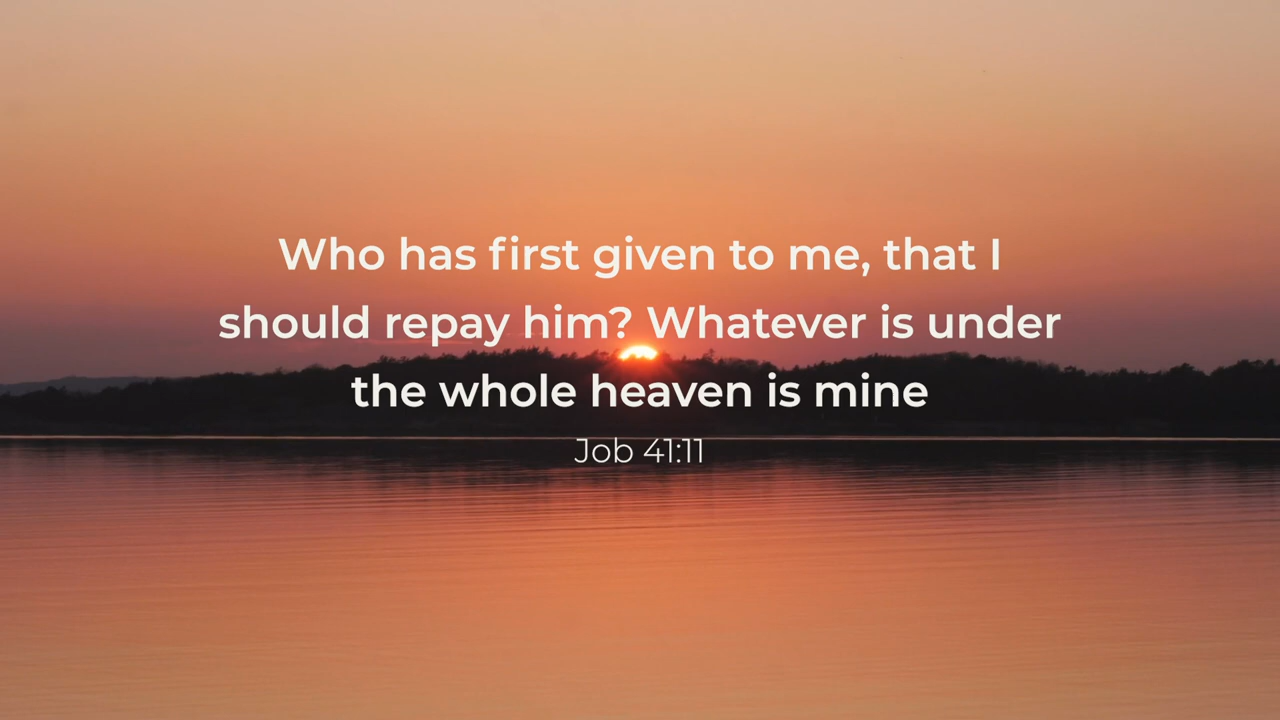 Who has first given to me, that I
should repay him? Whatever is under
the whole heaven is mine
Job 41:11